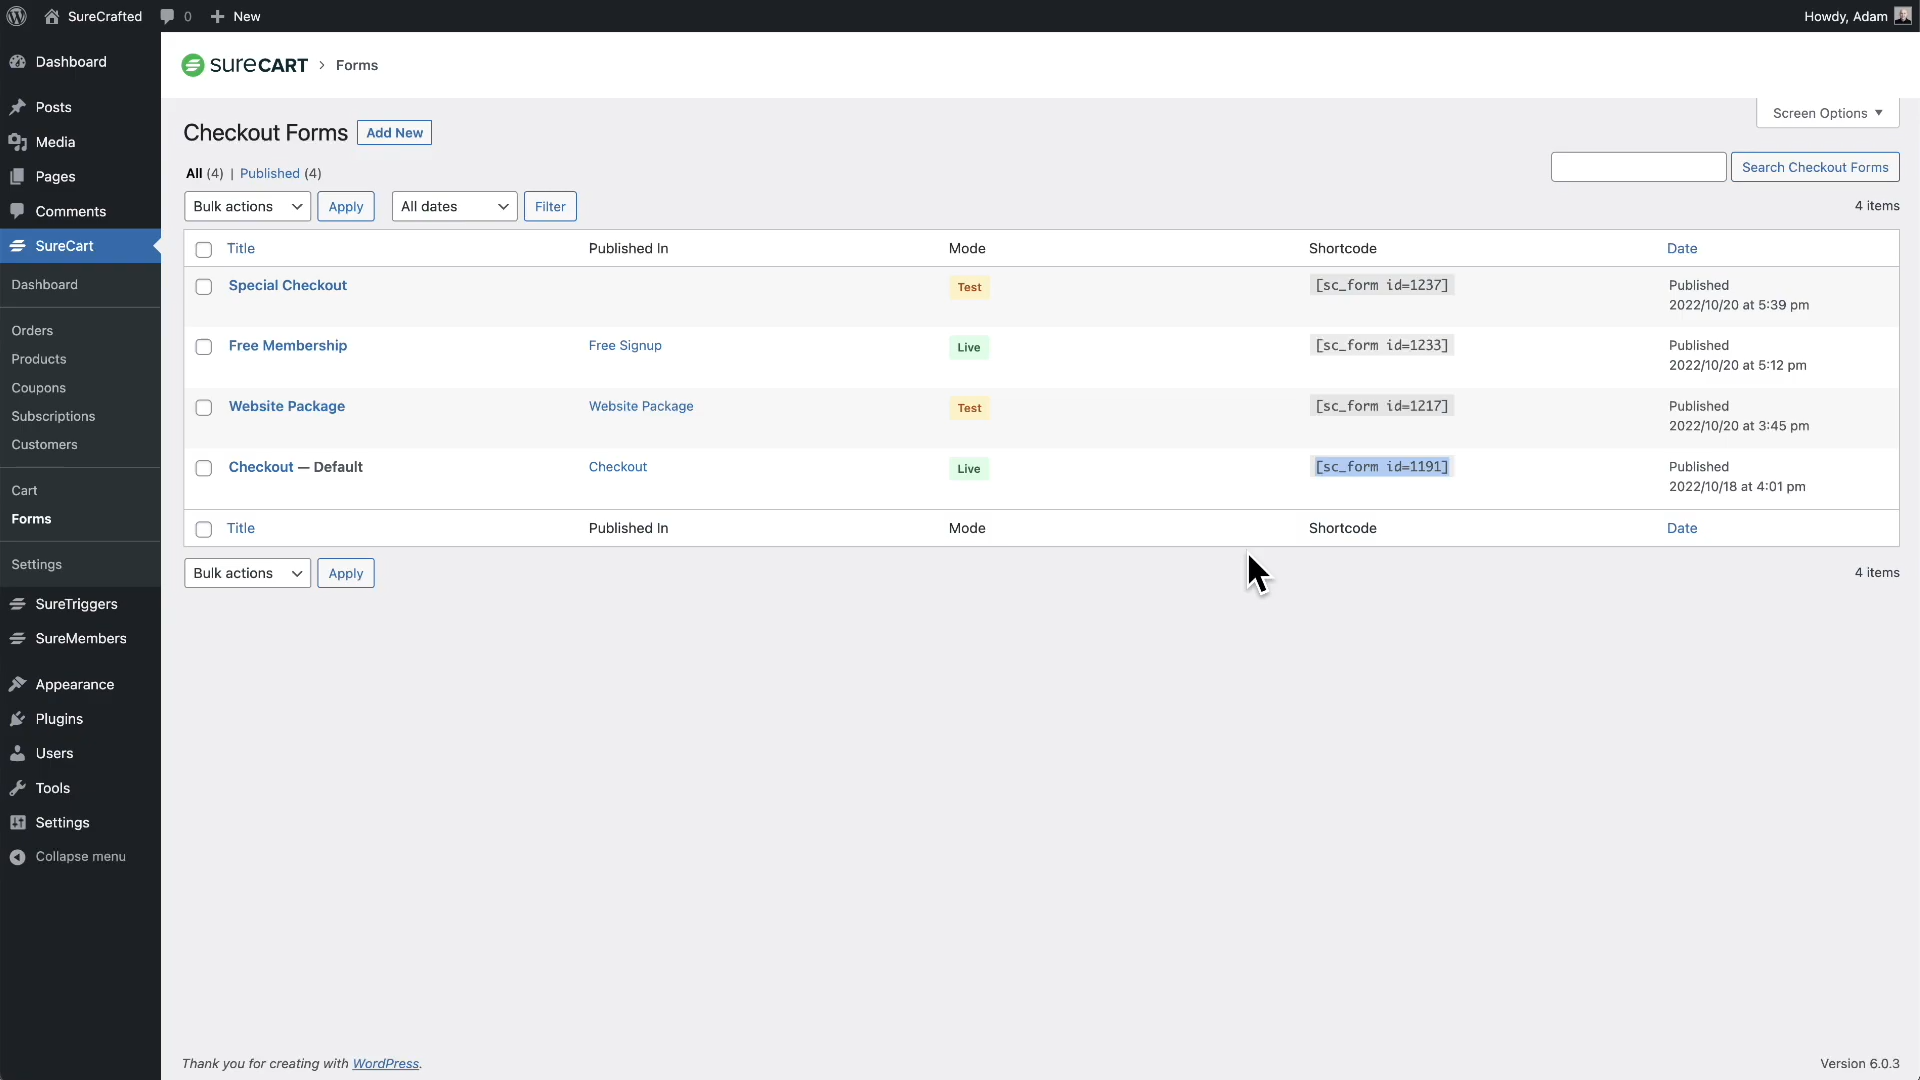 SureCrafted 0 New Howdy, Adam
Dashboard
Posts
Media
Pages
Comments
SureCart
Dashboard
Orders
Products
Coupons
Subscriptions
Customers
Cart
Forms
Settings
SureTriggers
SureMembers
Appearance
Plugins
Users
Tools
Settings
Collapse menu
SURECART > Forms
Screen Options
Checkout Forms Add New
All (4) | Published (4)
Search Checkout Forms
Bulk actions Apply All dates Filter 4 items
Title Published In Mode Shortcode Date
Special Checkout Test [sc_form id=1237] Published
2022/10/20 at 5:39 pm
Free Membership Free Signup Live [sc_form id=1233] Published
2022/10/20 at 5:12 pm
Website Package Website Package Test [sc_form id=1217] Published
2022/10/20 at 3:45 pm
Checkout — Default Checkout Live [sc_form id=1191] Published
2022/10/18 at 4:01 pm
Title Published In Mode Shortcode Date
Bulk actions Apply 4 items
Thank you for creating with WordPress. Version 6.0.3